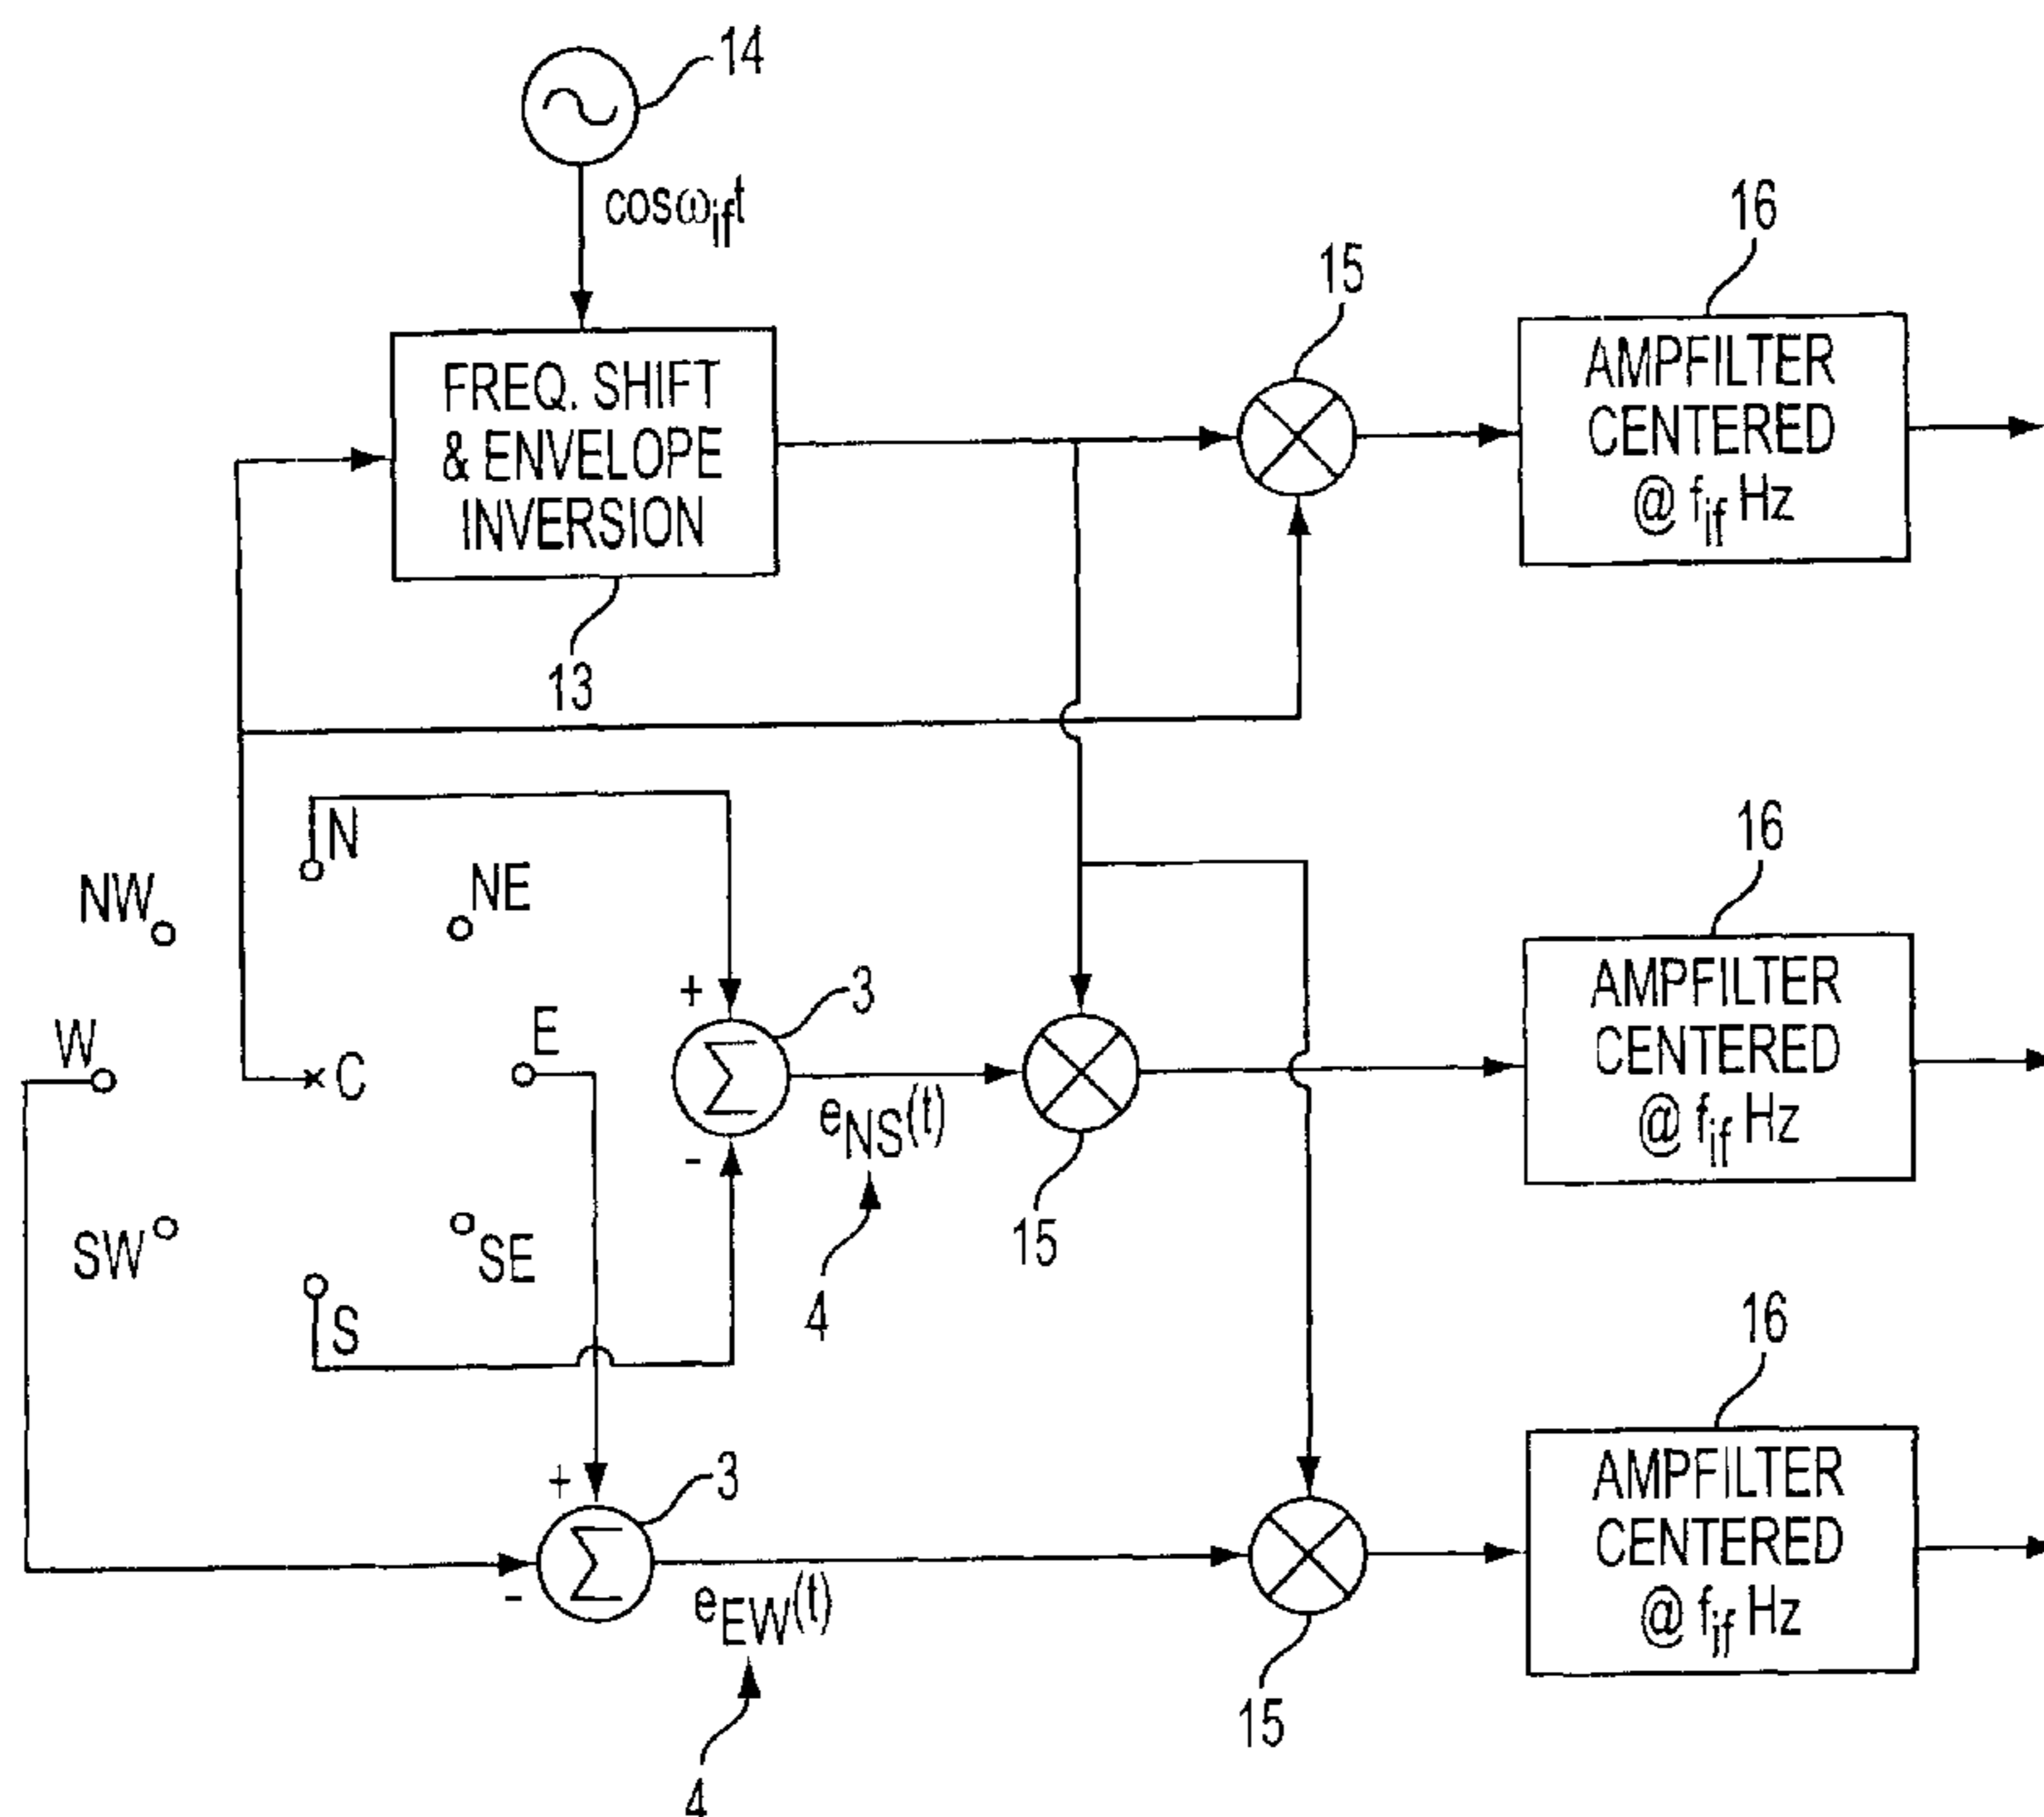 14
cosω_if t
16
15
FREQ. SHIFT
& ENVELOPE
INVERSION
AMPFILTER
CENTERED
@ f_if Hz
13
N
NW
NE
16
W
C
E
+
3
-
e_NS(t)
AMPFILTER
CENTERED
@ f_if Hz
SW
SE
S
4
15
16
+
3
-
e_EW(t)
AMPFILTER
CENTERED
@ f_if Hz
15
4